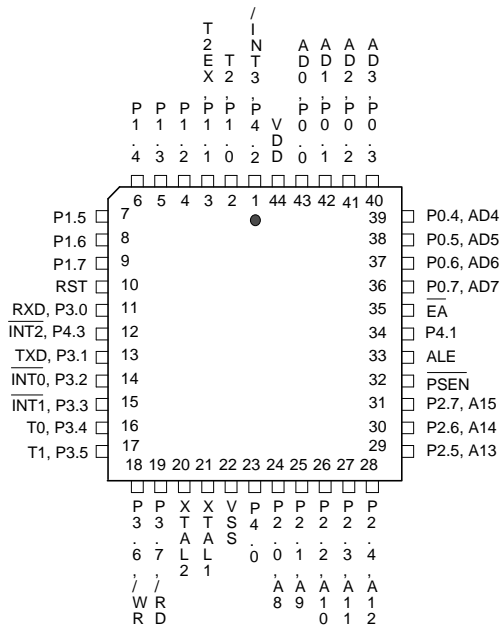 T2EX, P1.1
T2, P1.0
/INT3, P4.2
AD0, P0.0
AD1, P0.1
AD2, P0.2
AD3, P0.3
P1.4
P1.3
P1.2
VDD
6 5 4 3 2 1 44 43 42 41 40
P1.5 7 39 P0.4, AD4
P1.6 8 38 P0.5, AD5
P1.7 9 37 P0.6, AD6
RST 10 36 P0.7, AD7
RXD, P3.0 11 35 EA
INT2, P4.3 12 34 P4.1
TXD, P3.1 13 33 ALE
INT0, P3.2 14 32 PSEN
INT1, P3.3 15 31 P2.7, A15
T0, P3.4 16 30 P2.6, A14
T1, P3.5 17 29 P2.5, A13
18 19 20 21 22 23 24 25 26 27 28
P3.6, /WR
P3.7, /RD
XTAL2
XTAL1
VSS
P4.0
P2.0, A8
P2.1, A9
P2.2, A10
P2.3, A11
P2.4, A12